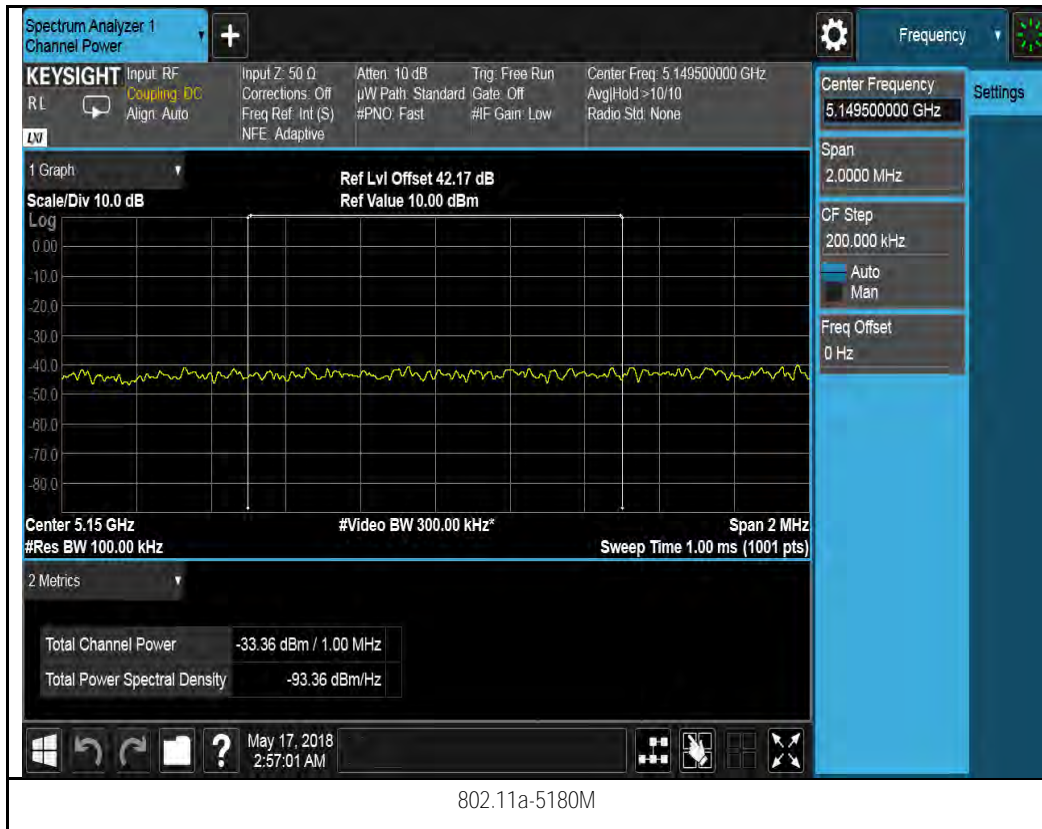 Spectrum Analyzer 1
Channel Power
+
Frequency
KEYSIGHT
RL
LXI
Input: RF
Coupling: DC
Align: Auto
Input Z: 50 Ω
Corrections: Off
Freq Ref: Int (S)
NFE: Adaptive
Atten: 10 dB
µW Path: Standard
#PNO: Fast
Trig: Free Run
Gate: Off
#IF Gain: Low
Center Freq: 5.149500000 GHz
Avg|Hold >10/10
Radio Std: None
Center Frequency
5.149500000 GHz
Settings
Span
2.0000 MHz
CF Step
200.000 kHz
Auto
Man
Freq Offset
0 Hz
1 Graph
Scale/Div 10.0 dB
Ref Lvl Offset 42.17 dB
Ref Value 10.00 dBm
Log
0.00
-10.0
-20.0
-30.0
-40.0
-50.0
-60.0
-70.0
-80.0
Center 5.15 GHz
#Video BW 300.00 kHz*
Span 2 MHz
#Res BW 100.00 kHz
Sweep Time 1.00 ms (1001 pts)
2 Metrics
Total Channel Power -33.36 dBm / 1.00 MHz
Total Power Spectral Density -93.36 dBm/Hz
?
May 17, 2018
2:57:01 AM
802.11a-5180M